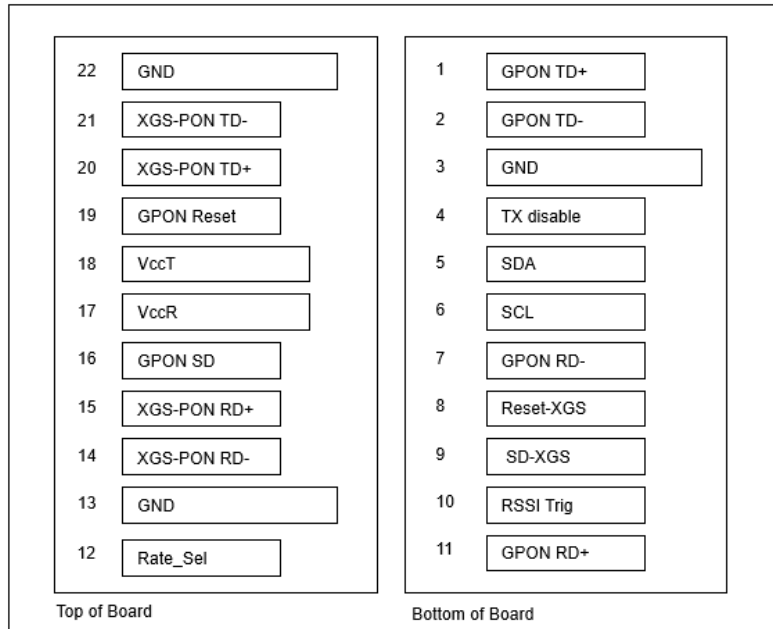 22 GND
21 XGS-PON TD-
20 XGS-PON TD+
19 GPON Reset
18 VccT
17 VccR
16 GPON SD
15 XGS-PON RD+
14 XGS-PON RD-
13 GND
12 Rate_Sel
Top of Board
1 GPON TD+
2 GPON TD-
3 GND
4 TX disable
5 SDA
6 SCL
7 GPON RD-
8 Reset-XGS
9 SD-XGS
10 RSSI Trig
11 GPON RD+
Bottom of Board